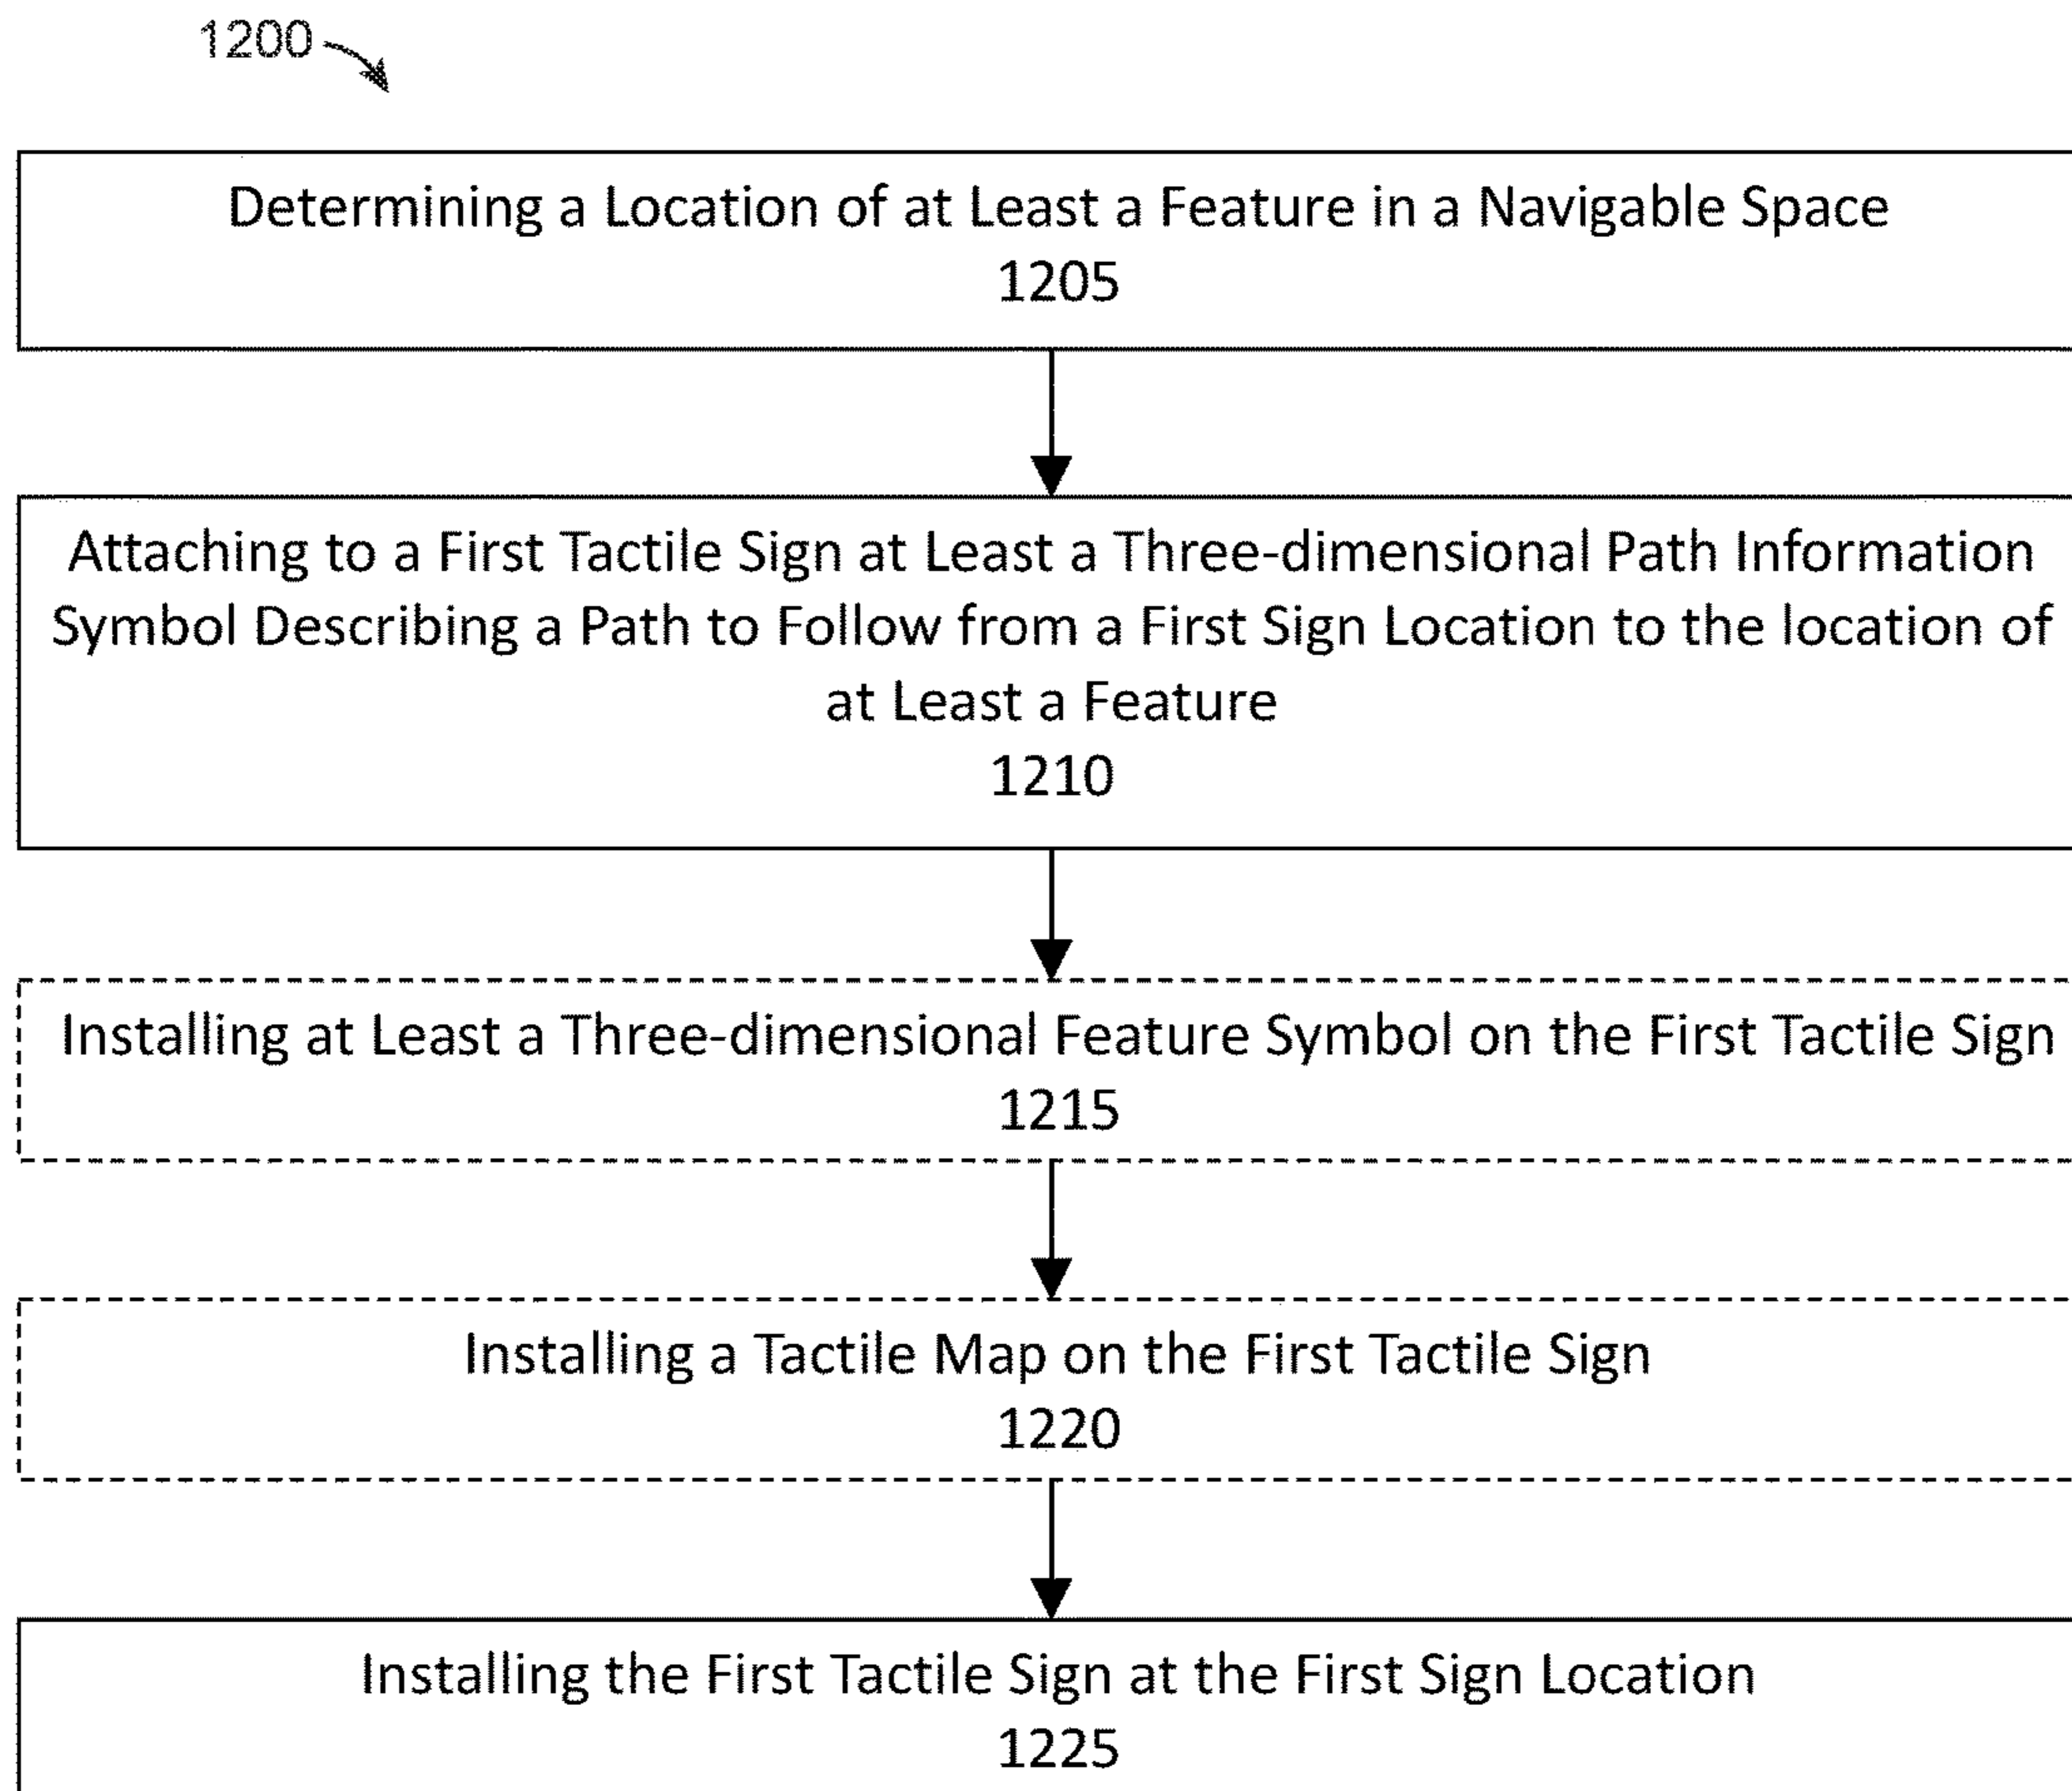 1200
Determining a Location of at Least a Feature in a Navigable Space
1205
Attaching to a First Tactile Sign at Least a Three-dimensional Path Information
Symbol Describing a Path to Follow from a First Sign Location to the location of
at Least a Feature
1210
Installing at Least a Three-dimensional Feature Symbol on the First Tactile Sign
1215
Installing a Tactile Map on the First Tactile Sign
1220
Installing the First Tactile Sign at the First Sign Location
1225